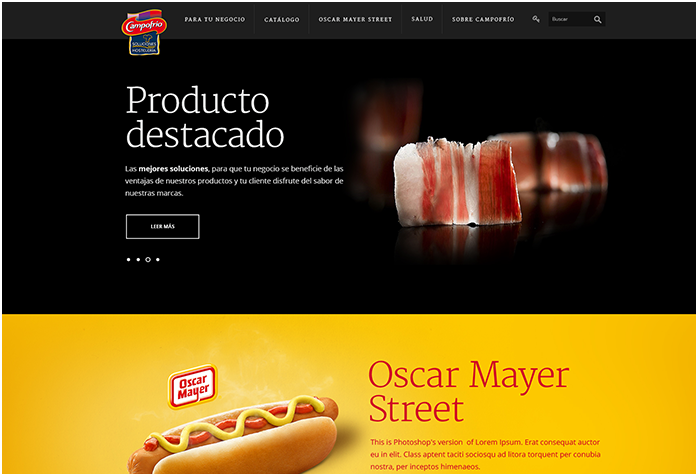 Campofrío
SOLUCIONES
HOSTELERÍA
PARA TU NEGOCIO
CATÁLOGO
OSCAR MAYER STREET
SALUD
SOBRE CAMPOFRÍO
Buscar
Producto
destacado
Las mejores soluciones, para que tu negocio se beneficie de las
ventajas de nuestros productos y tu cliente disfrute del sabor de
nuestras marcas.
LEER MÁS
Oscar
Mayer
Oscar Mayer
Street
This is Photoshop's version of Lorem Ipsum, Erat consequat auctor
eu in elit. Class aptent taciti sociosqu ad litora torquent per conubia
nostra, per inceptos himenaeos.